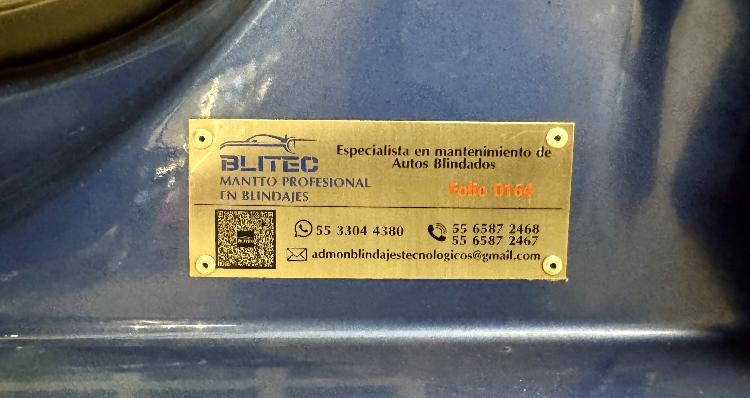 BLITEC
MANTTO PROFESIONAL
EN BLINDAJES
Especialista en mantenimiento de
Autos Blindados
Folio 0164
55 3304 4380
55 6587 2468
55 6587 2467
admonblindajestecnologicos@gmail.com